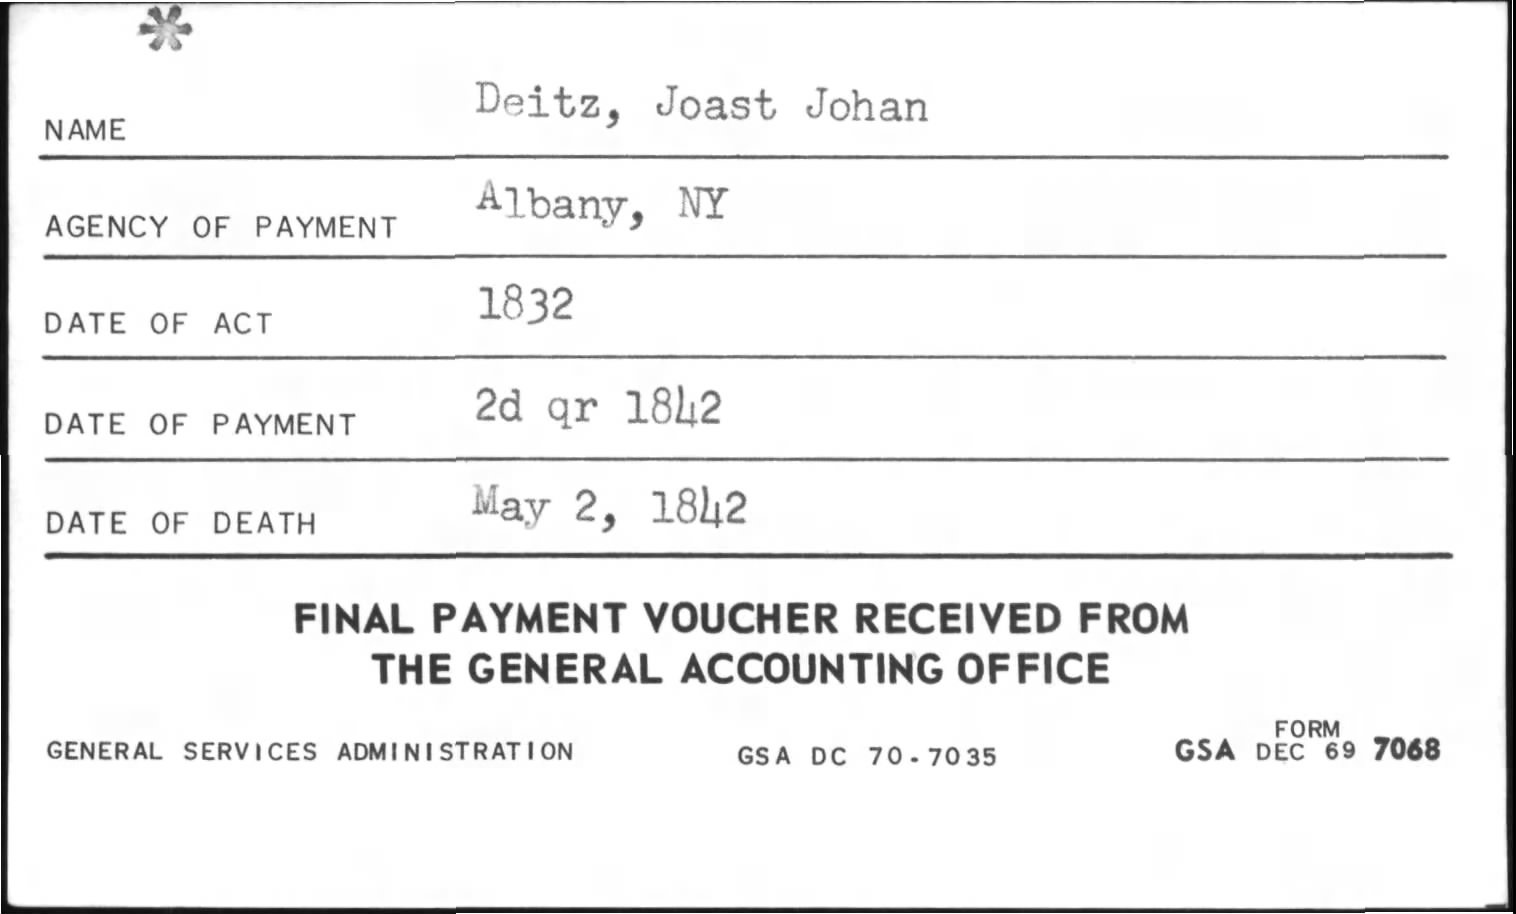 *
NAME Deitz, Joast Johan
AGENCY OF PAYMENT Albany, NY
DATE OF ACT 1832
DATE OF PAYMENT 2d qr 1842
DATE OF DEATH May 2, 1842
FINAL PAYMENT VOUCHER RECEIVED FROM
THE GENERAL ACCOUNTING OFFICE
GENERAL SERVICES ADMINISTRATION GSA DC 70-7035 GSA FORM DEC 69 7068